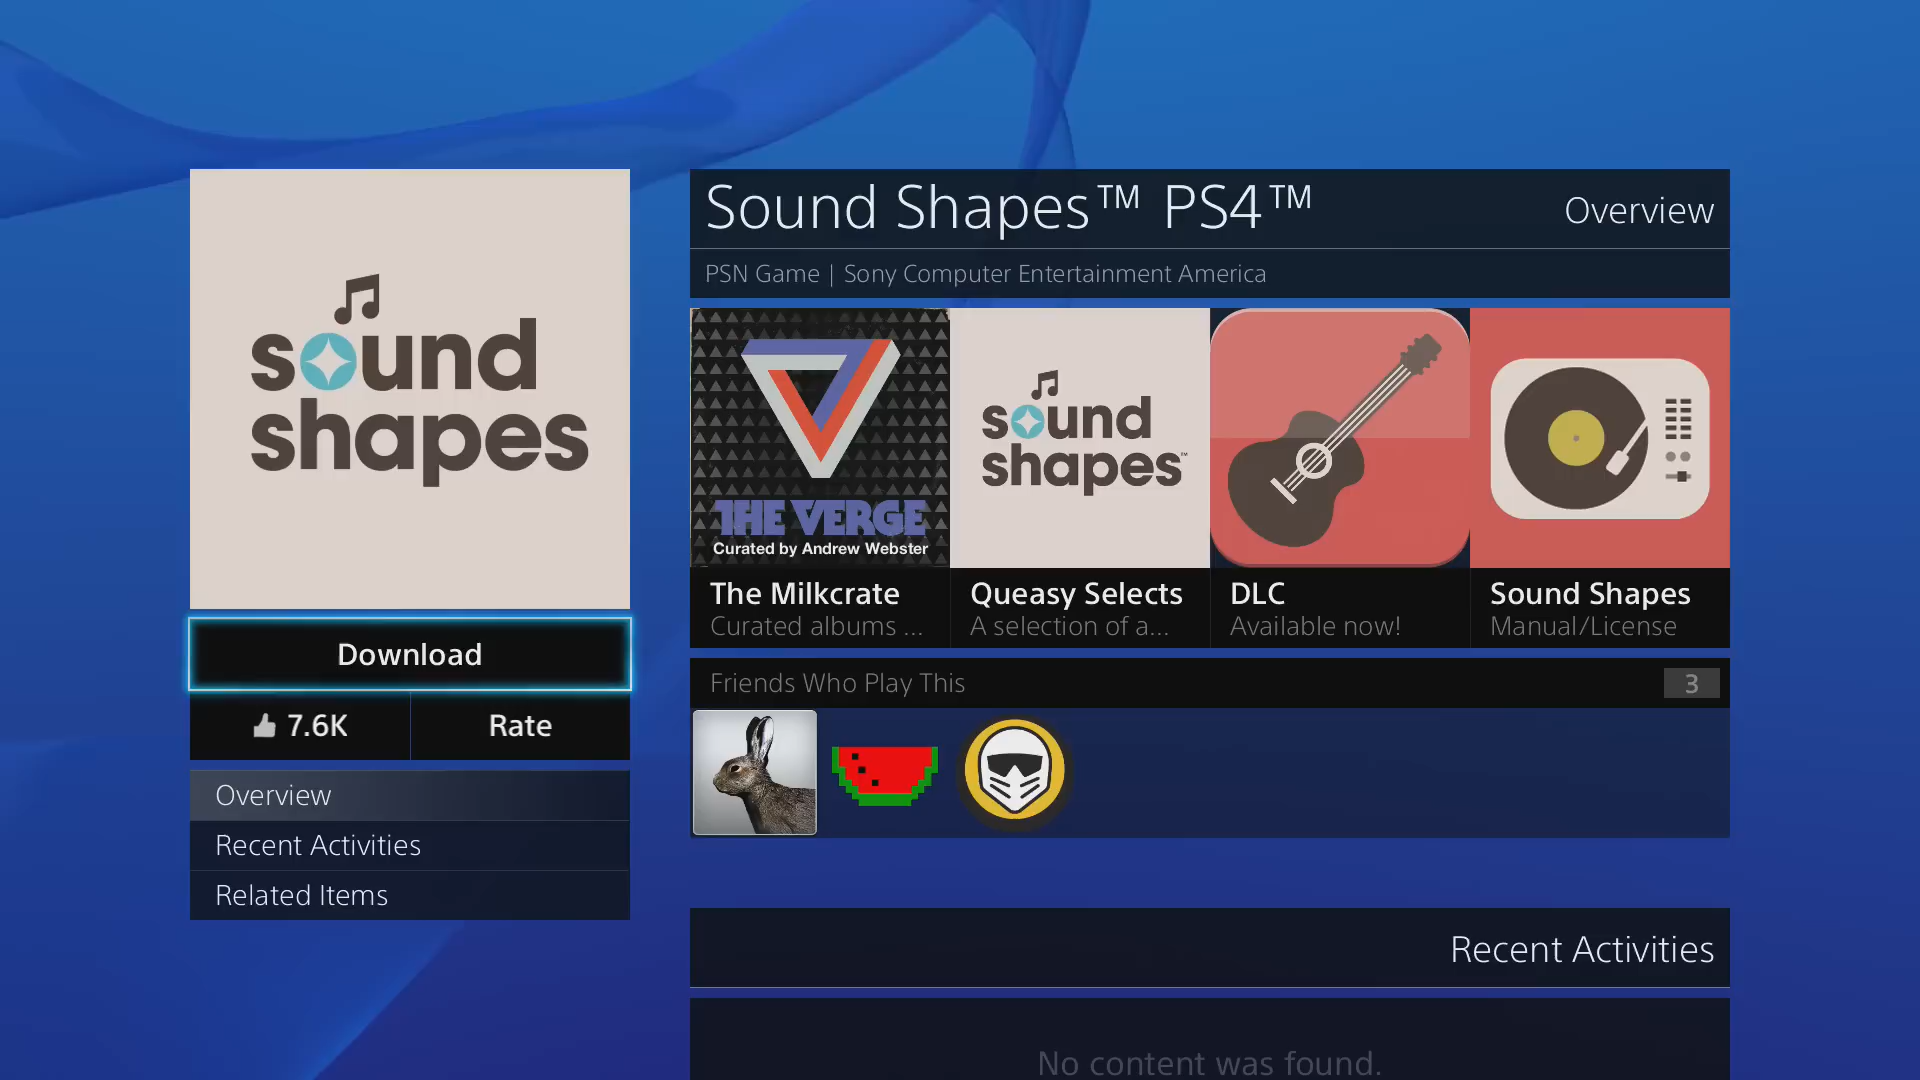 sound
shapes
Download
7.6K
Rate
Overview
Recent Activities
Related Items
Sound Shapes™ PS4™
Overview
PSN Game | Sony Computer Entertainment America
THE VERGE
Curated by Andrew Webster
The Milkcrate
Curated albums ...
sound
shapes™
Queasy Selects
A selection of a...
DLC
Available now!
Sound Shapes
Manual/License
Friends Who Play This
3
Recent Activities
No content was found.